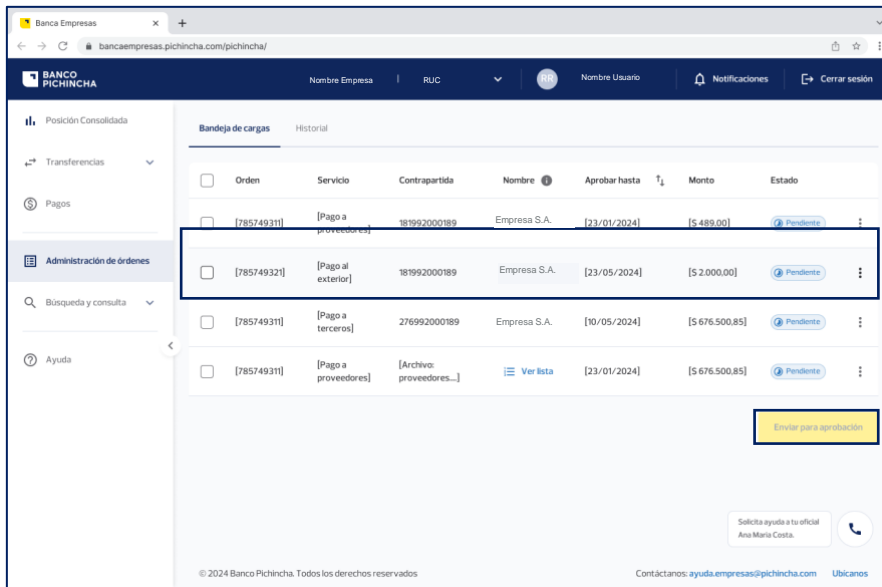 Banca Empresas
bancaempresas.pichincha.com/pichincha/
BANCO
PICHINCHA
Nombre Empresa | RUC
RR
Nombre Usuario
Notificaciones
Cerrar sesión
Posición Consolidada
Transferencias
Pagos
Administración de órdenes
Búsqueda y consulta
Ayuda
Bandeja de cargas Historial
Orden Servicio Contrapartida Nombre Aprobar hasta Monto Estado
[785749311] [Pago a
proveedores] 181992000189 Empresa S.A. [23/01/2024] [$ 489,00] Pendiente
[785749321] [Pago al
exterior] 181992000189 Empresa S.A. [23/05/2024] [$ 2.000,00] Pendiente
[785749311] [Pago a
terceros] 276992000189 Empresa S.A. [10/05/2024] [$ 676.500,85] Pendiente
[785749311] [Pago a
proveedores] [Archivo:
proveedores....] Ver lista [23/01/2024] [$ 676.500,85] Pendiente
Enviar para aprobación
Solicita ayuda a tu oficial
Ana María Costa.
© 2024 Banco Pichincha. Todos los derechos reservados
Contáctanos: ayuda.empresas@pichincha.com Ubícanos